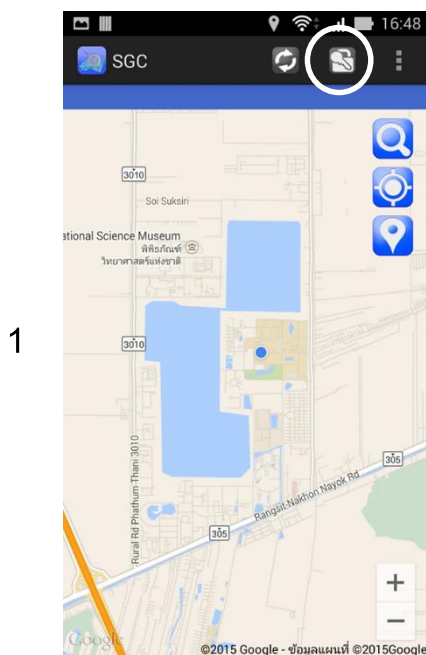 16:48
SGC
3010
Soi Suksiri
ational Science Museum
พิพิธภัณฑ์
วิทยาศาสตร์แห่งชาติ
1
3010
Rural Rd Phathum Thani 3010
305
Rangsit-Nakhon Nayok Rd
305
+
−
Google
©2015 Google - ข้อมูลแผนที่ ©2015Google